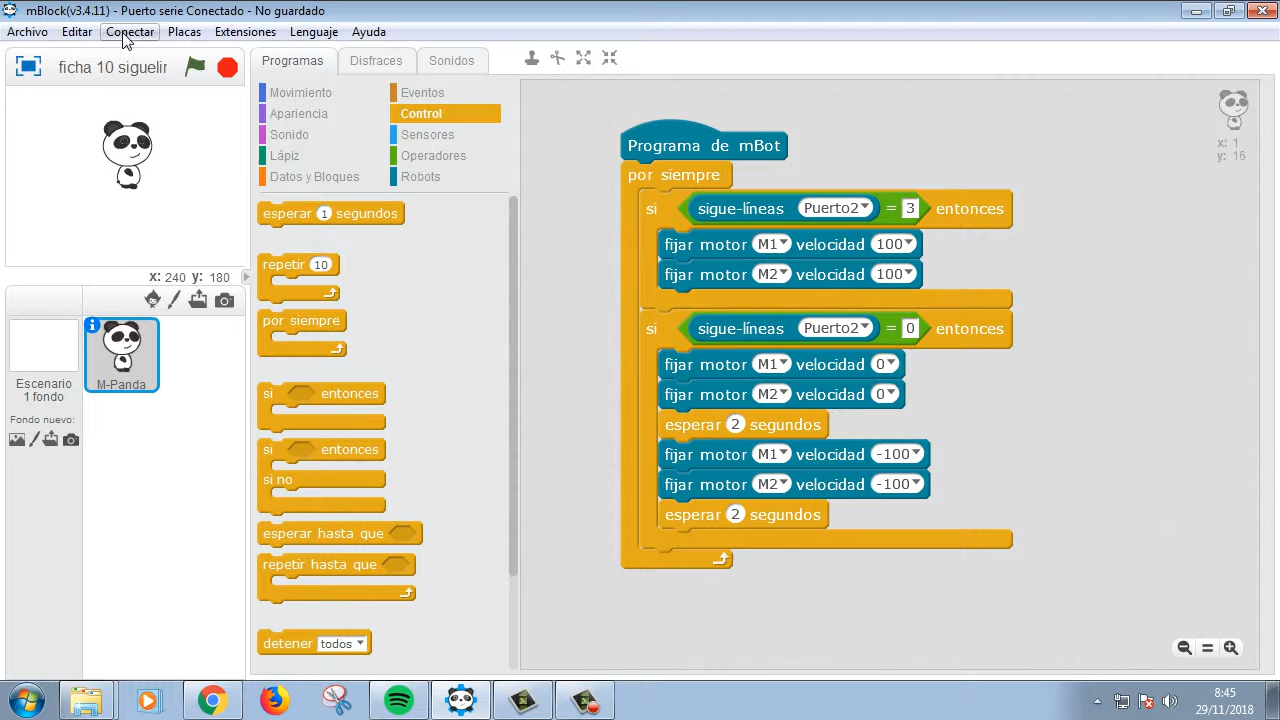 mBlock(v3.4.11) - Puerto serie Conectado - No guardado
Archivo Editar Conectar Placas Extensiones Lenguaje Ayuda
ficha 10 siguelir
Programas Disfraces Sonidos
Movimiento Eventos
Apariencia Control
Sonido Sensores
Lápiz Operadores
Datos y Bloques Robots
x: 1
y: 16
x: 240 y: 180
Escenario
1 fondo
Fondo nuevo:
i
M-Panda
esperar 1 segundos
repetir 10
por siempre
si entonces
si entonces
si no
esperar hasta que
repetir hasta que
detener todos
Programa de mBot
por siempre
si sigue-líneas Puerto2 = 3 entonces
fijar motor M1 velocidad 100
fijar motor M2 velocidad 100
si sigue-líneas Puerto2 = 0 entonces
fijar motor M1 velocidad 0
fijar motor M2 velocidad 0
esperar 2 segundos
fijar motor M1 velocidad -100
fijar motor M2 velocidad -100
esperar 2 segundos
8:45
29/11/2018